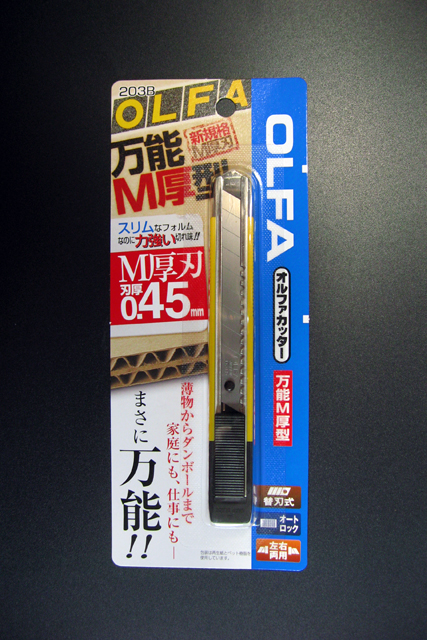 203B
OLFA
万能
M厚型
新規格
M厚刃
スリムなフォルム
なのに力強い切れ味!!
M厚刃
刃厚
0.45mm
OLFA
オルファカッター
万能M厚型
薄物からダンボールまで
家庭にも、仕事にも—
まさに万能!!
替刃式
オート
ロック
左右
両用